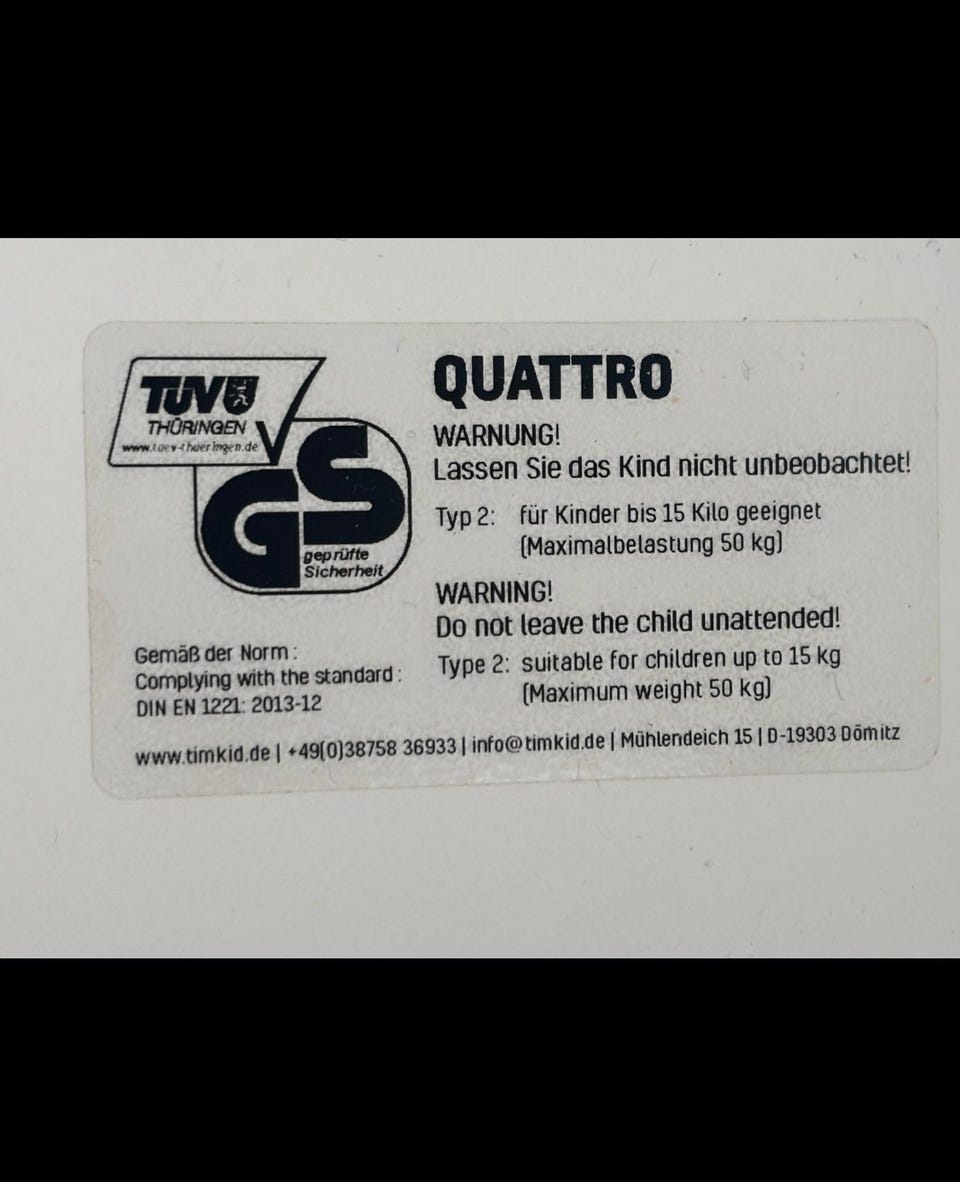 TÜV
THÜRINGEN
www.tuev-thueringen.de
GS
geprüfte
Sicherheit
QUATTRO
WARNUNG!
Lassen Sie das Kind nicht unbeobachtet!
Typ 2: für Kinder bis 15 Kilo geeignet
(Maximalbelastung 50 kg)
WARNING!
Do not leave the child unattended!
Type 2: suitable for children up to 15 kg
(Maximum weight 50 kg)
Gemäß der Norm :
Complying with the standard :
DIN EN 1221: 2013-12
www.timkid.de | +49(0)38758 36933 | info@timkid.de | Mühlendeich 15 | D-19303 Dömitz